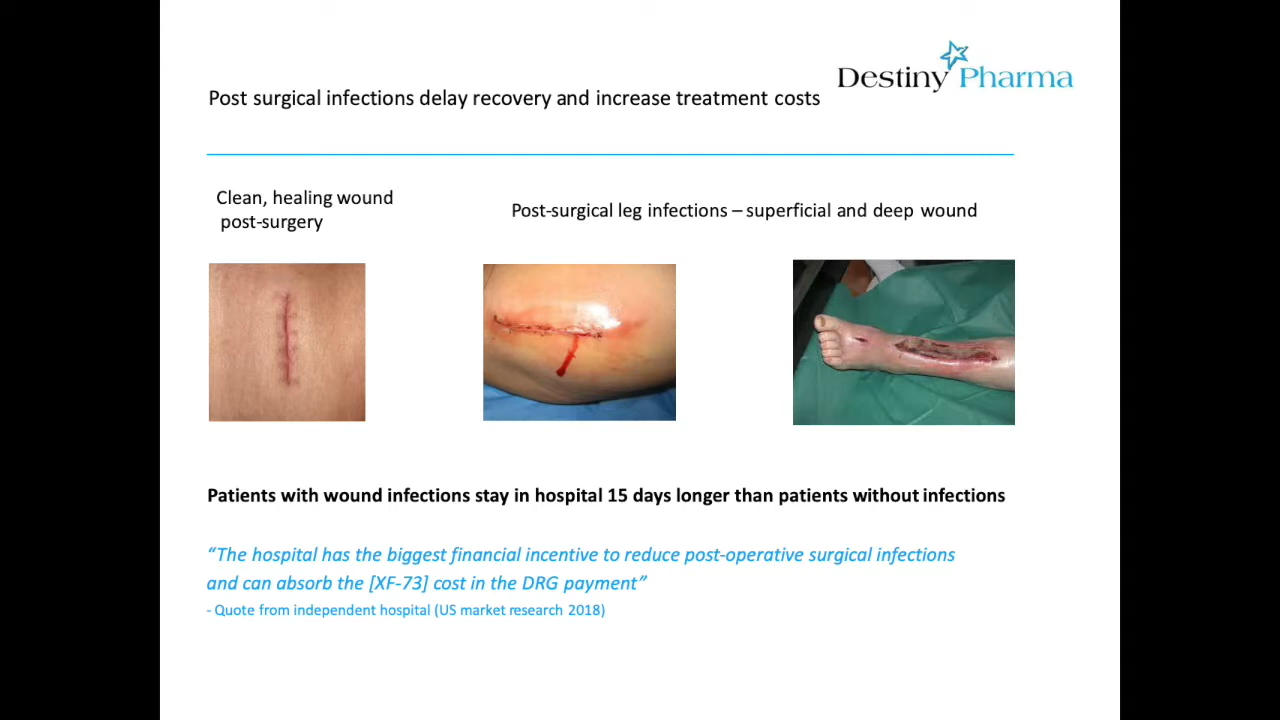 Destiny Pharma
Post surgical infections delay recovery and increase treatment costs
Clean, healing wound
post-surgery
Post-surgical leg infections – superficial and deep wound
Patients with wound infections stay in hospital 15 days longer than patients without infections
“The hospital has the biggest financial incentive to reduce post-operative surgical infections
and can absorb the [XF-73] cost in the DRG payment”
- Quote from independent hospital (US market research 2018)